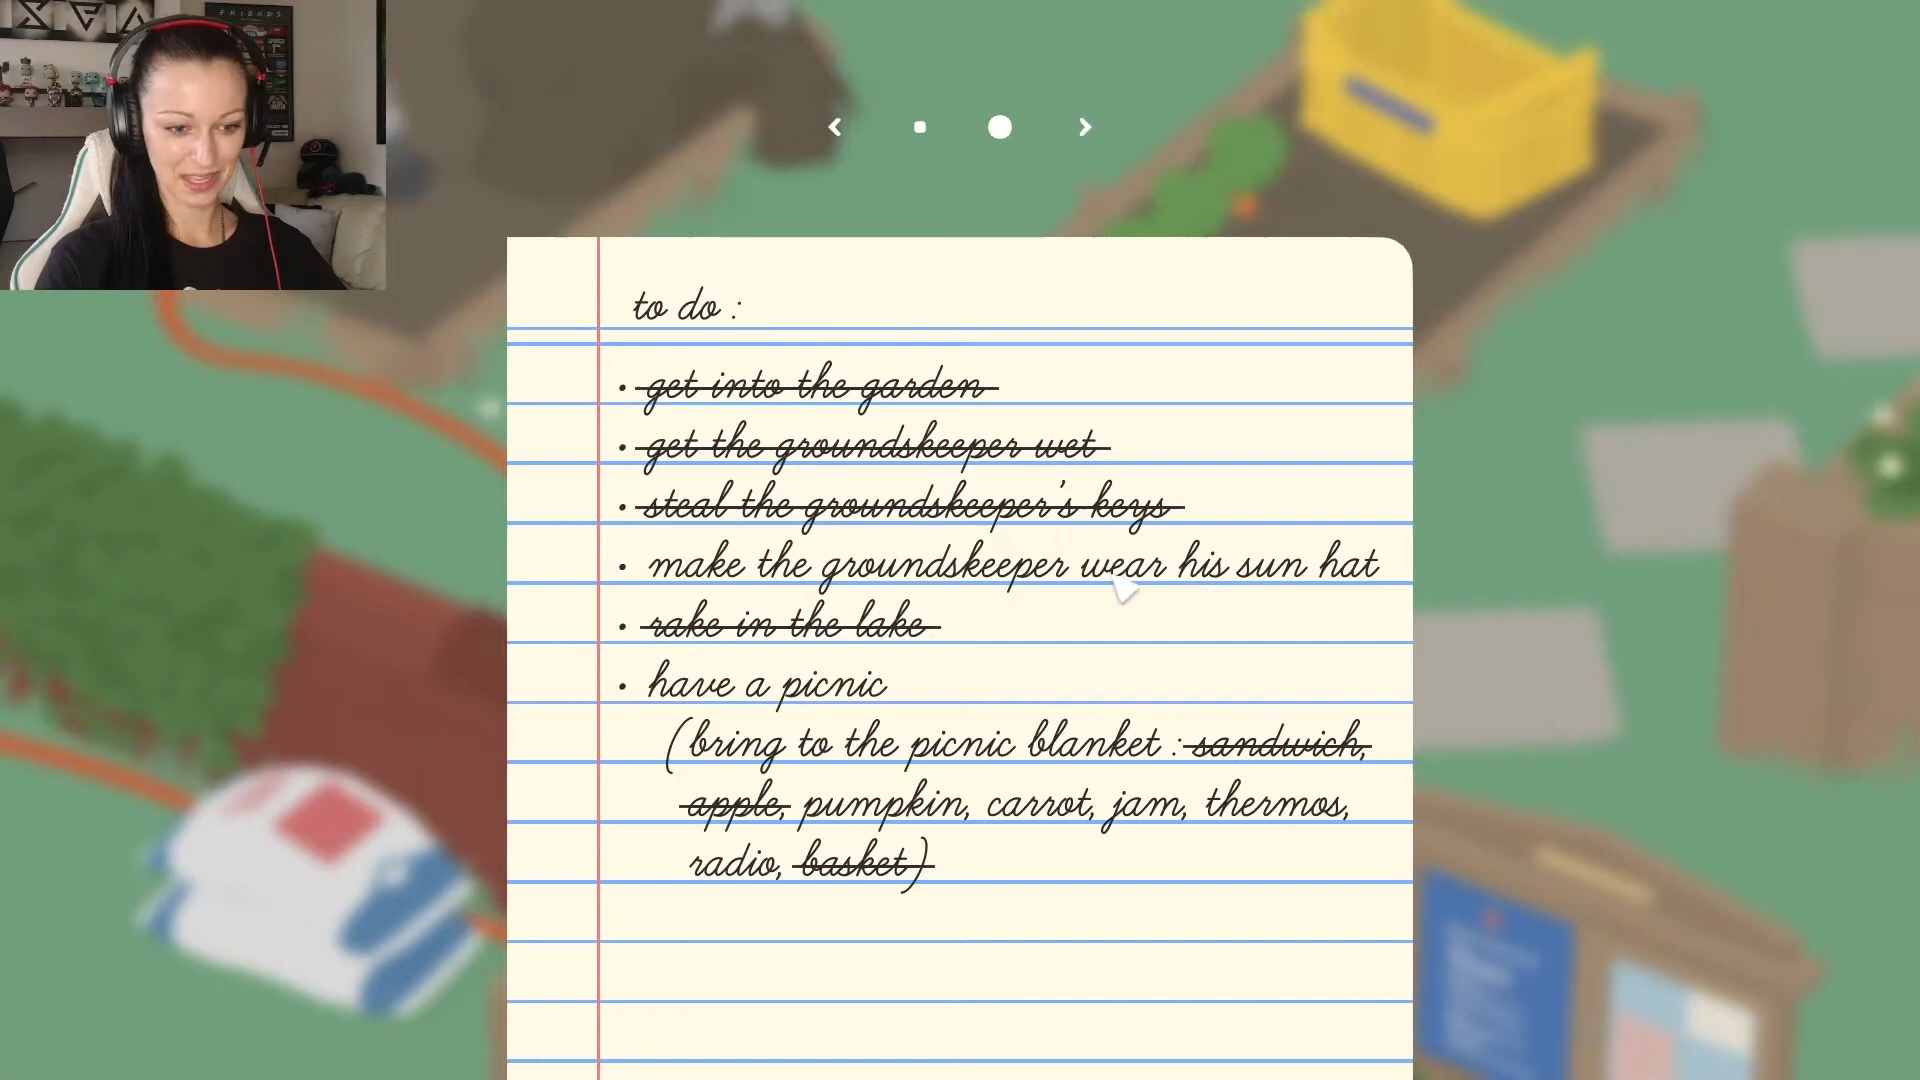 FRIENDS
to do :
• get into the garden
• get the groundskeeper wet
• steal the groundskeeper's keys
• make the groundskeeper wear his sun hat
• rake in the lake
• have a picnic
(bring to the picnic blanket : sandwich,
apple, pumpkin, carrot, jam, thermos,
radio, basket)